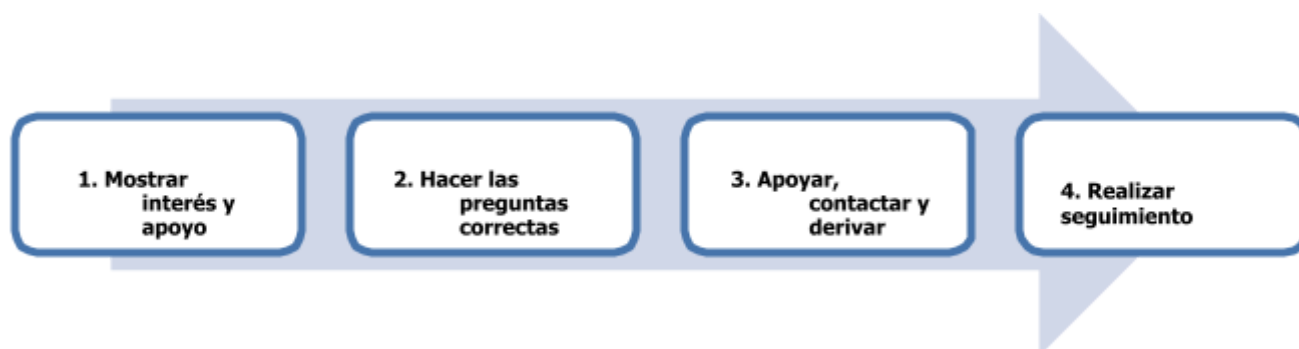 1. Mostrar
interés y
apoyo
2. Hacer las
preguntas
correctas
3. Apoyar,
contactar y
derivar
4. Realizar
seguimiento